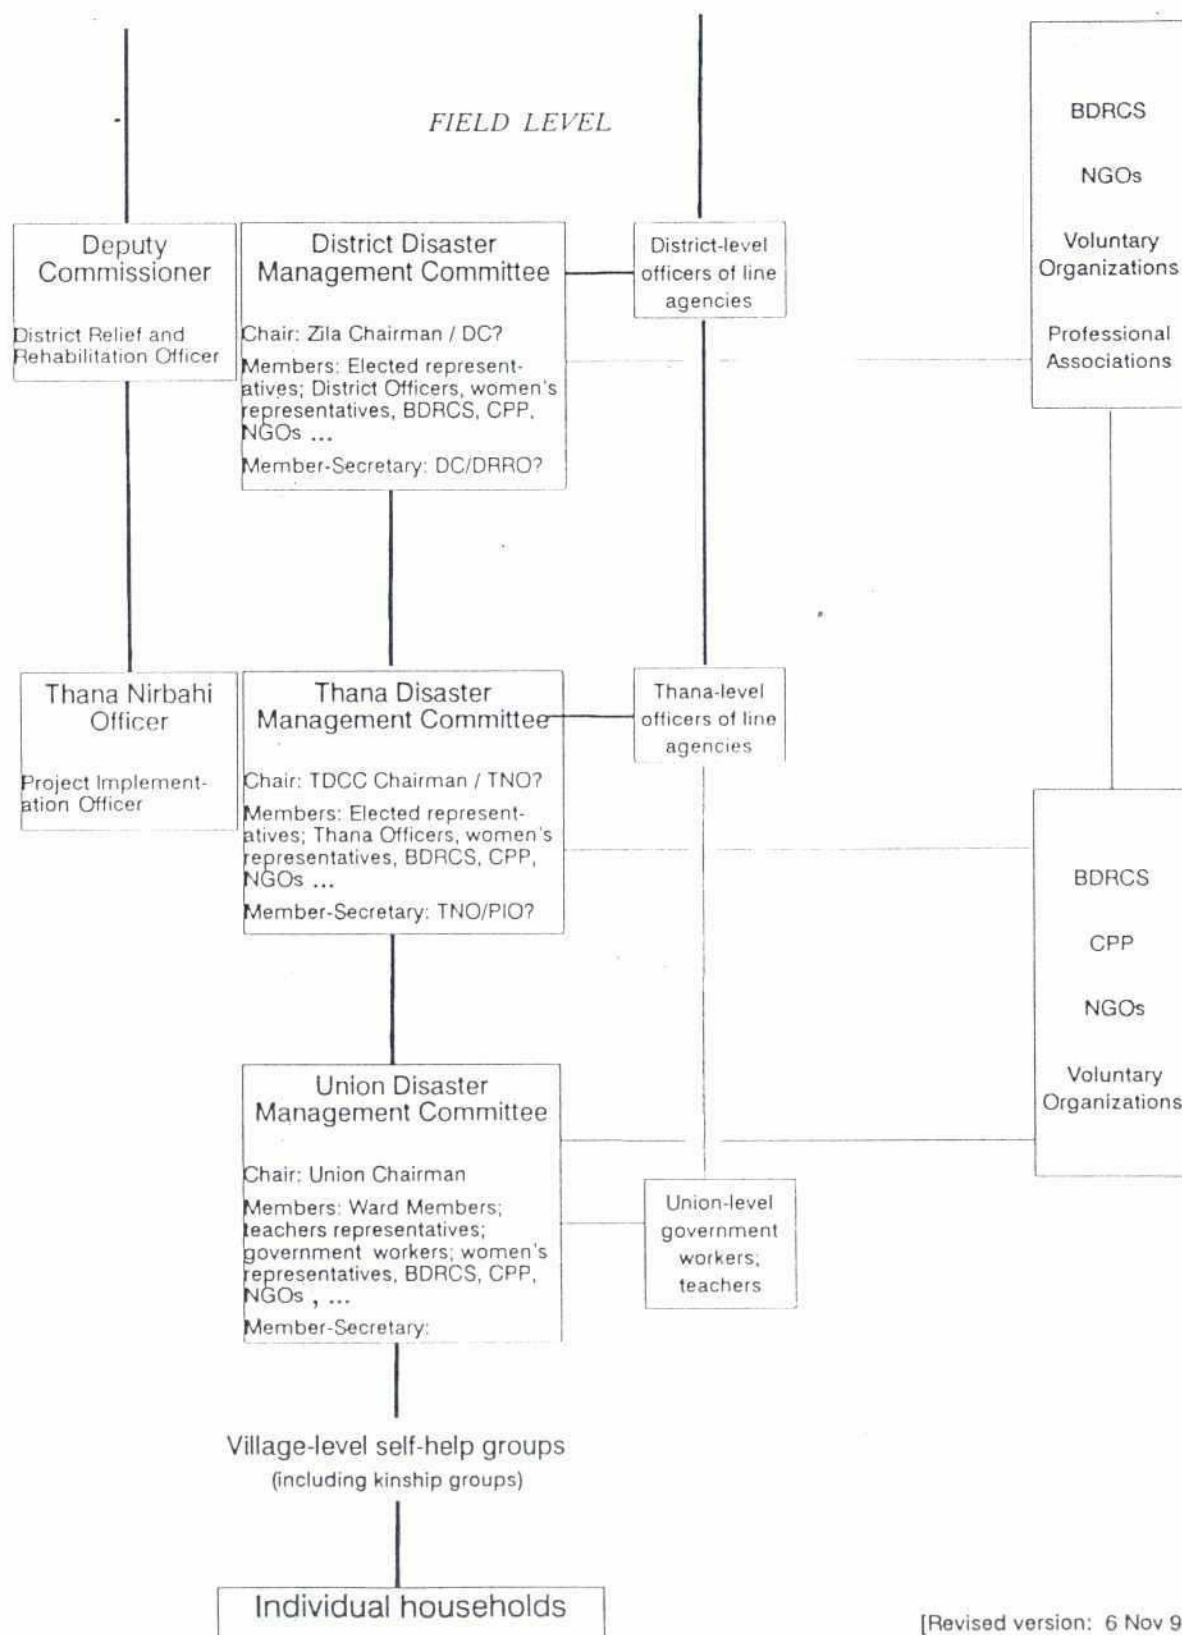 FIELD LEVEL
BDRCS
NGOs
Voluntary
Organizations
Professional
Associations
Deputy
Commissioner
District Relief and
Rehabilitation Officer
District Disaster
Management Committee
Chair: Zila Chairman / DC?
Members: Elected represent-
atives; District Officers, women's
representatives, BDRCS, CPP,
NGOs ...
Member-Secretary: DC/DRRO?
District-level
officers of line
agencies
Thana Nirbahi
Officer
Project Implement-
ation Officer
Thana Disaster
Management Committee
Chair: TDCC Chairman / TNO?
Members: Elected represent-
atives; Thana Officers, women's
representatives, BDRCS, CPP,
NGOs ...
Member-Secretary: TNO/PIO?
Thana-level
officers of line
agencies
BDRCS
CPP
NGOs
Voluntary
Organizations
Union Disaster
Management Committee
Chair: Union Chairman
Members: Ward Members;
teachers representatives;
government workers; women's
representatives, BDRCS, CPP,
NGOs , ...
Member-Secretary:
Union-level
government
workers;
teachers
Village-level self-help groups
(including kinship groups)
Individual households
[Revised version: 6 Nov 9